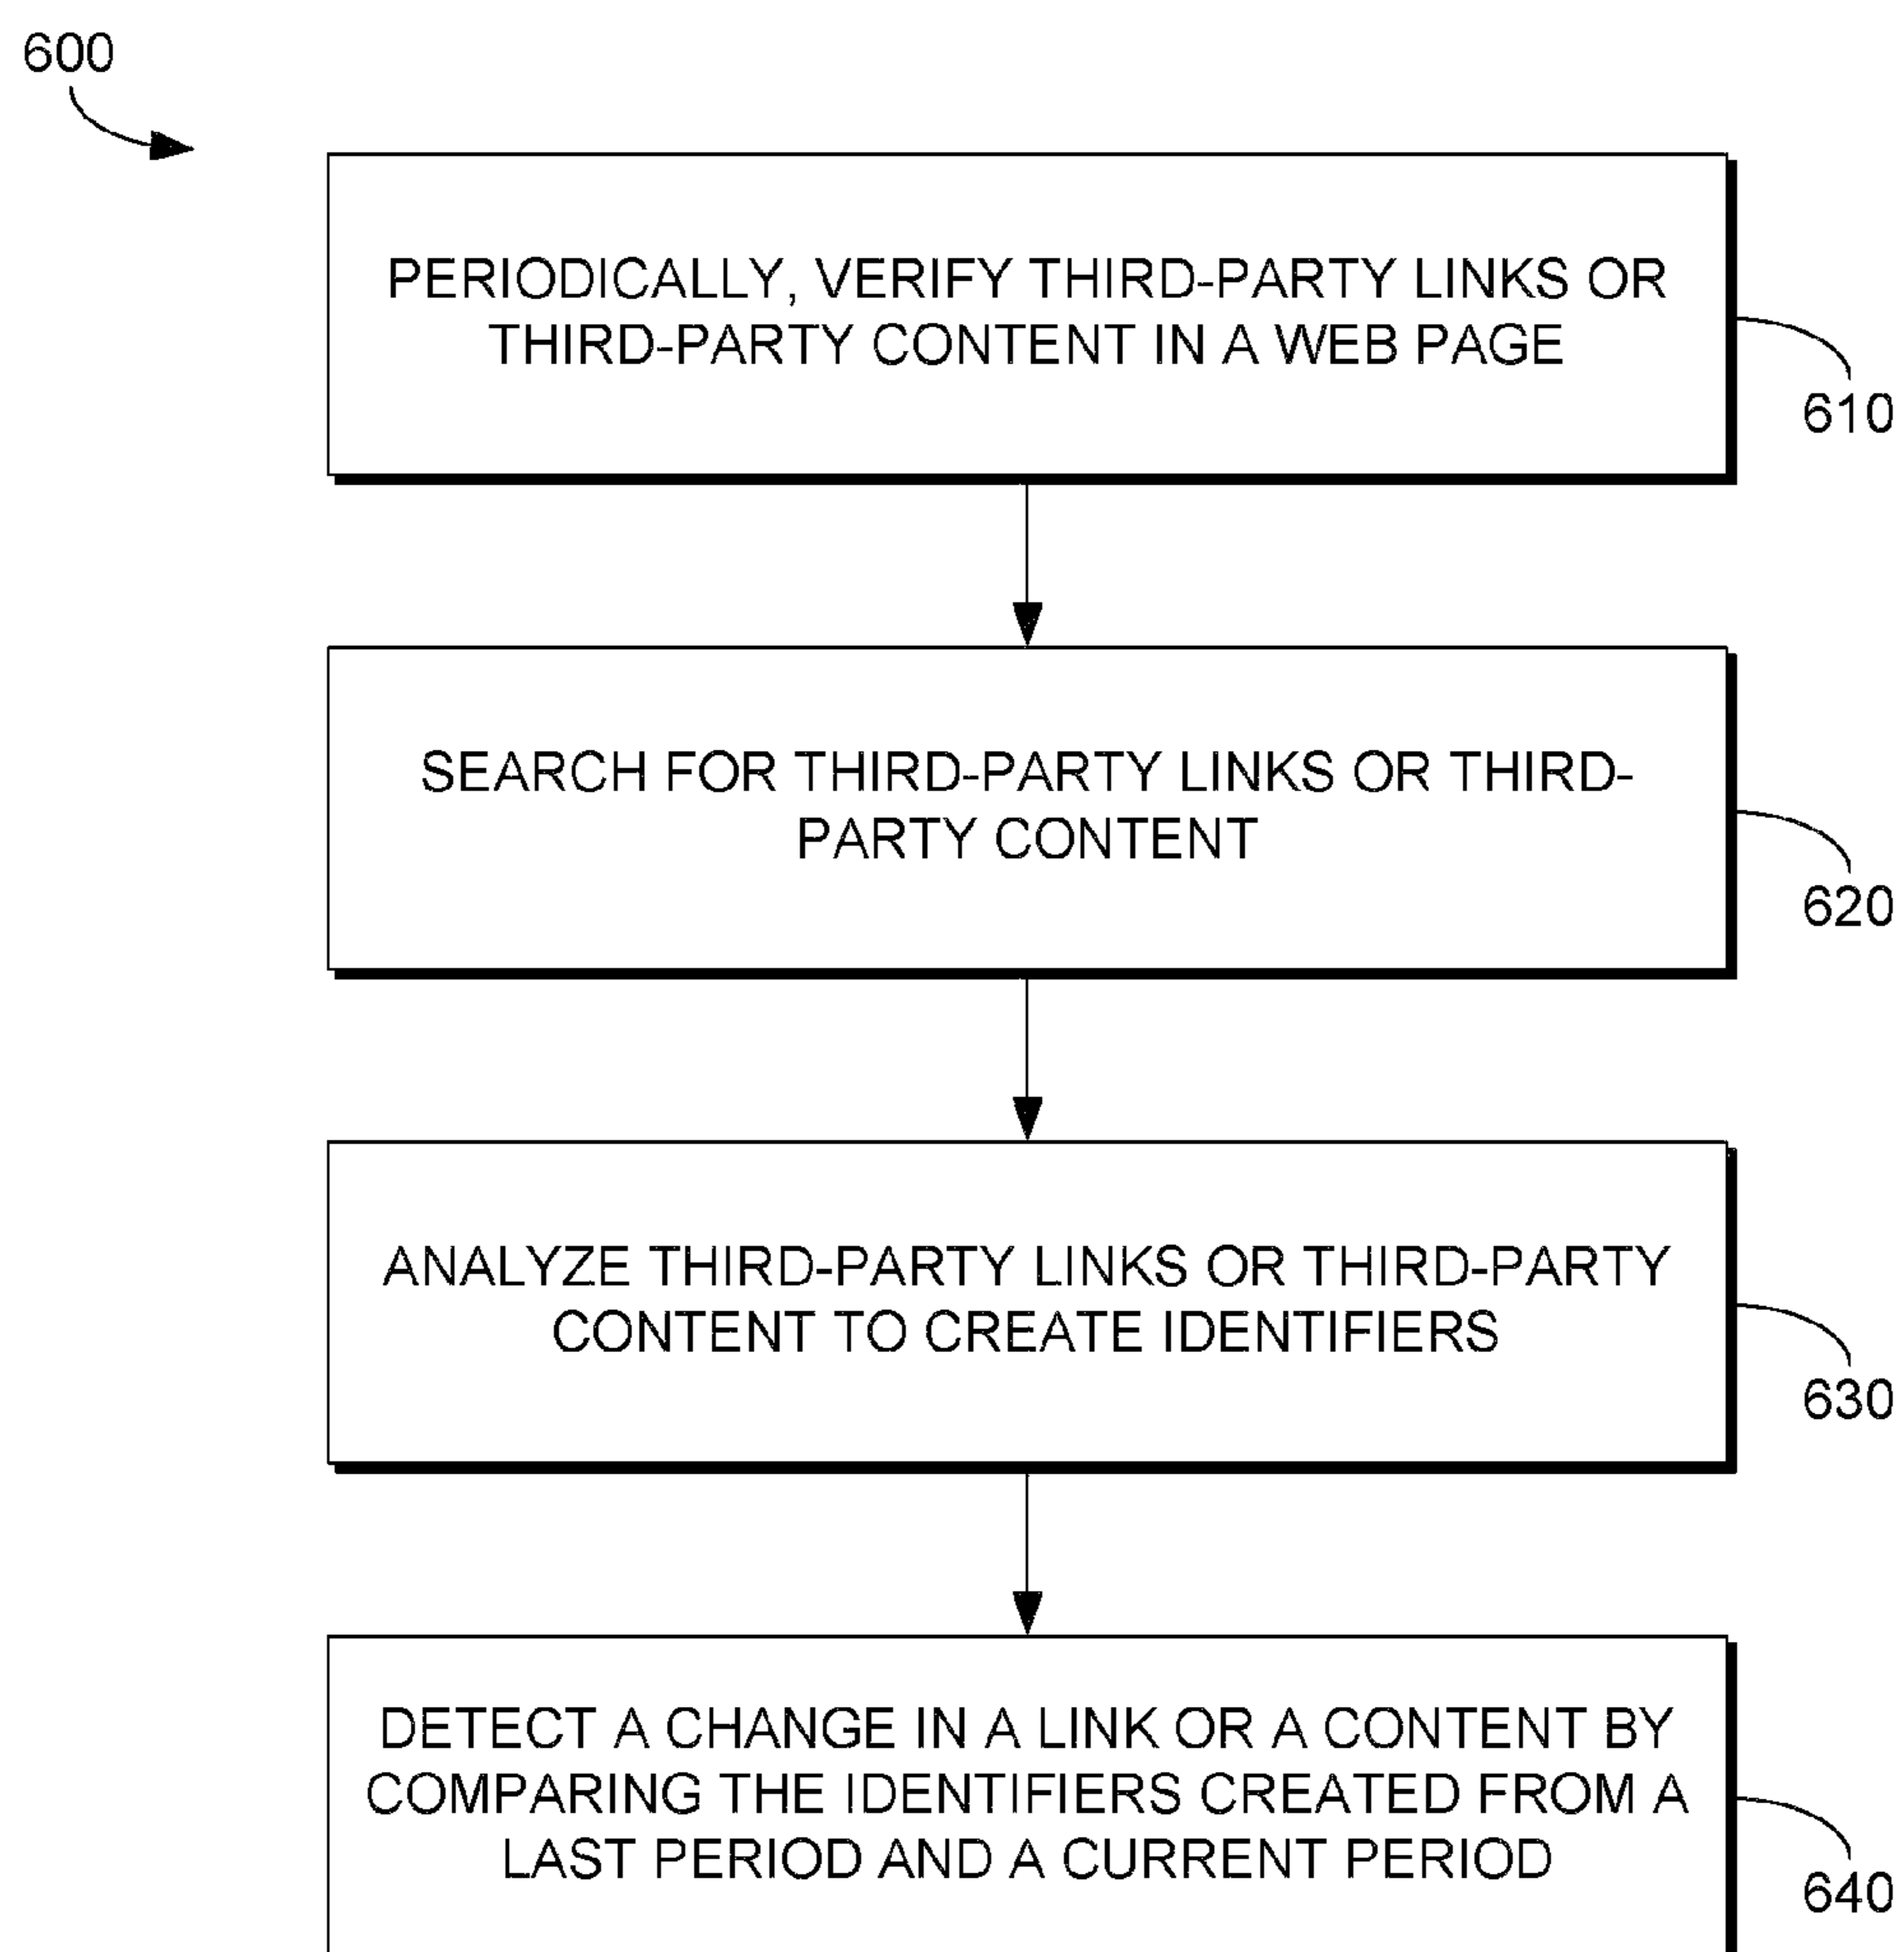 600
PERIODICALLY, VERIFY THIRD-PARTY LINKS OR
THIRD-PARTY CONTENT IN A WEB PAGE
610
SEARCH FOR THIRD-PARTY LINKS OR THIRD-
PARTY CONTENT
620
ANALYZE THIRD-PARTY LINKS OR THIRD-PARTY
CONTENT TO CREATE IDENTIFIERS
630
DETECT A CHANGE IN A LINK OR A CONTENT BY
COMPARING THE IDENTIFIERS CREATED FROM A
LAST PERIOD AND A CURRENT PERIOD
640